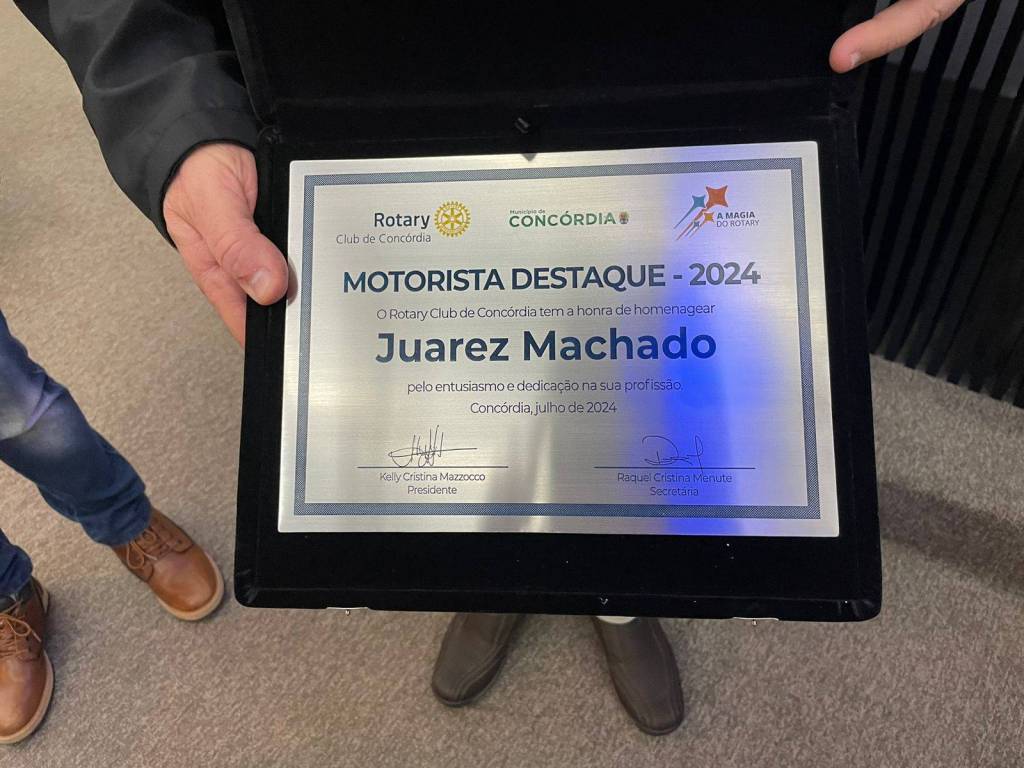 Rotary
Club de Concórdia
Município de
CONCÓRDIA
A MAGIA
DO ROTARY
MOTORISTA DESTAQUE - 2024
O Rotary Club de Concórdia tem a honra de homenagear
Juarez Machado
pelo entusiasmo e dedicação na sua profissão.
Concórdia, julho de 2024
Kelly Cristina Mazzocco
Presidente
Raquel Cristina Menute
Secretária